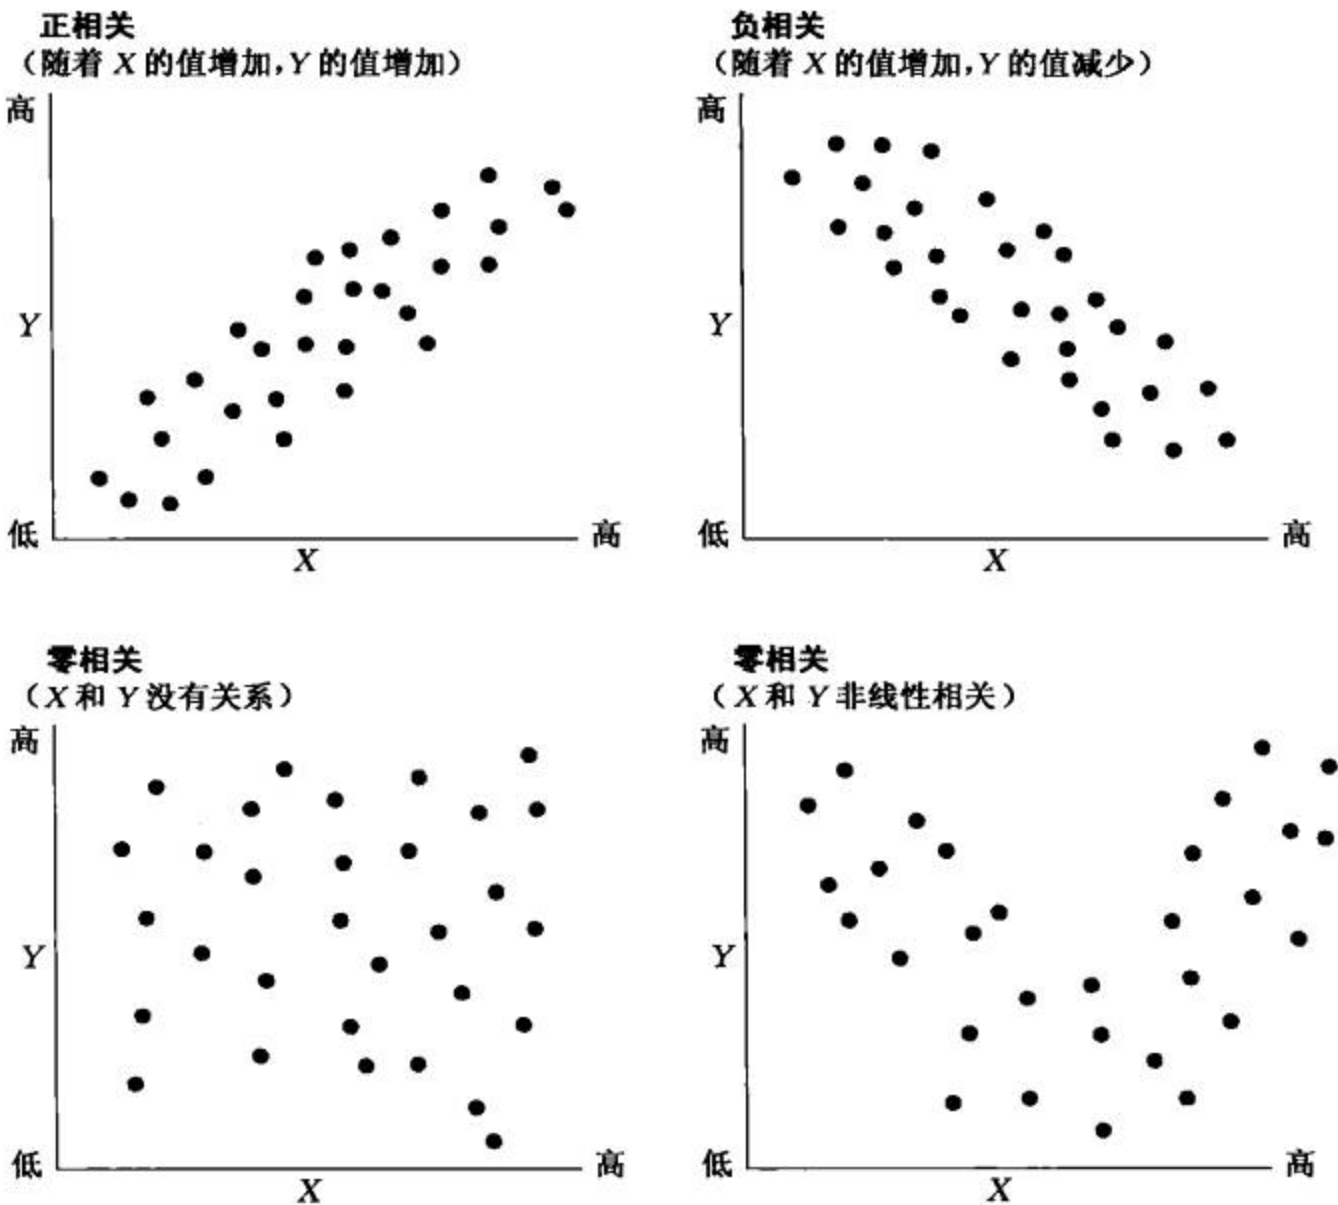 正相关
（随着 X 的值增加,Y 的值增加）
高
Y
低
X
高
负相关
（随着 X 的值增加,Y 的值减少）
高
Y
低
X
高
零相关
（X 和 Y 没有关系）
高
Y
低
X
高
零相关
（X 和 Y 非线性相关）
高
Y
低
X
高